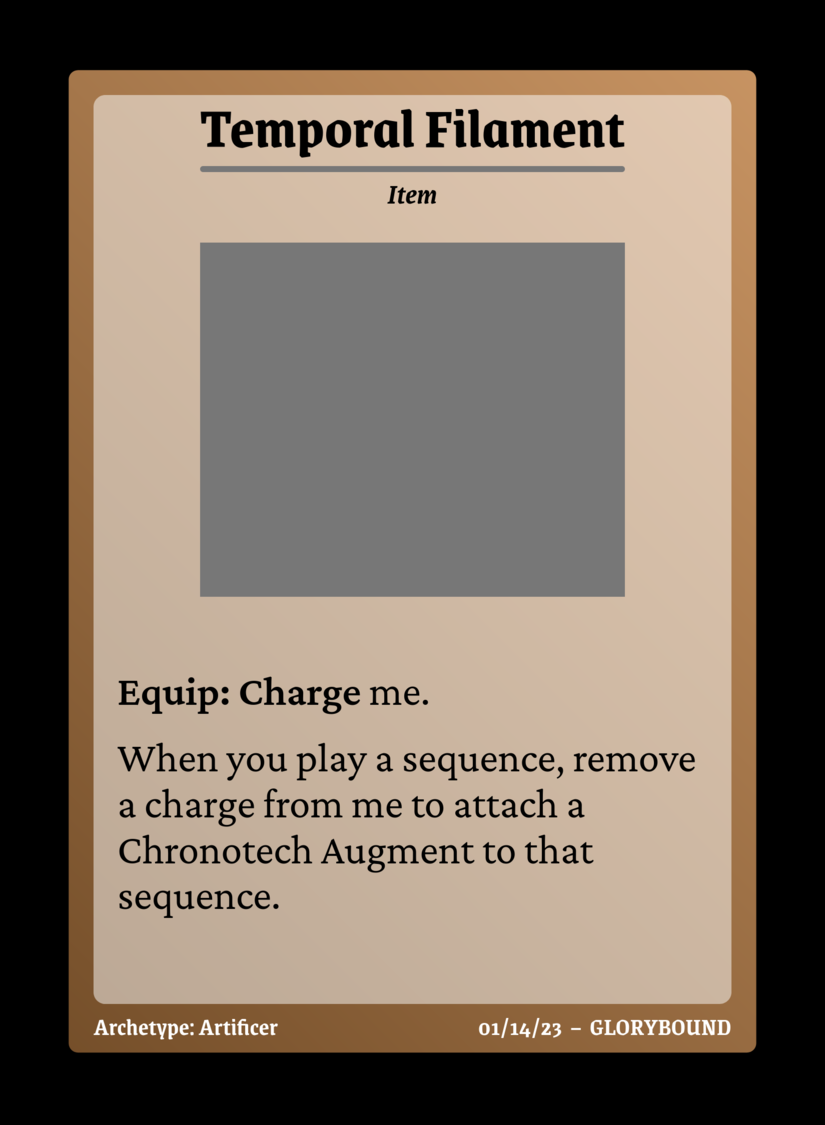 Temporal Filament
Item
Equip: Charge me.
When you play a sequence, remove
a charge from me to attach a
Chronotech Augment to that
sequence.
Archetype: Artificer
01/14/23 – GLORYBOUND